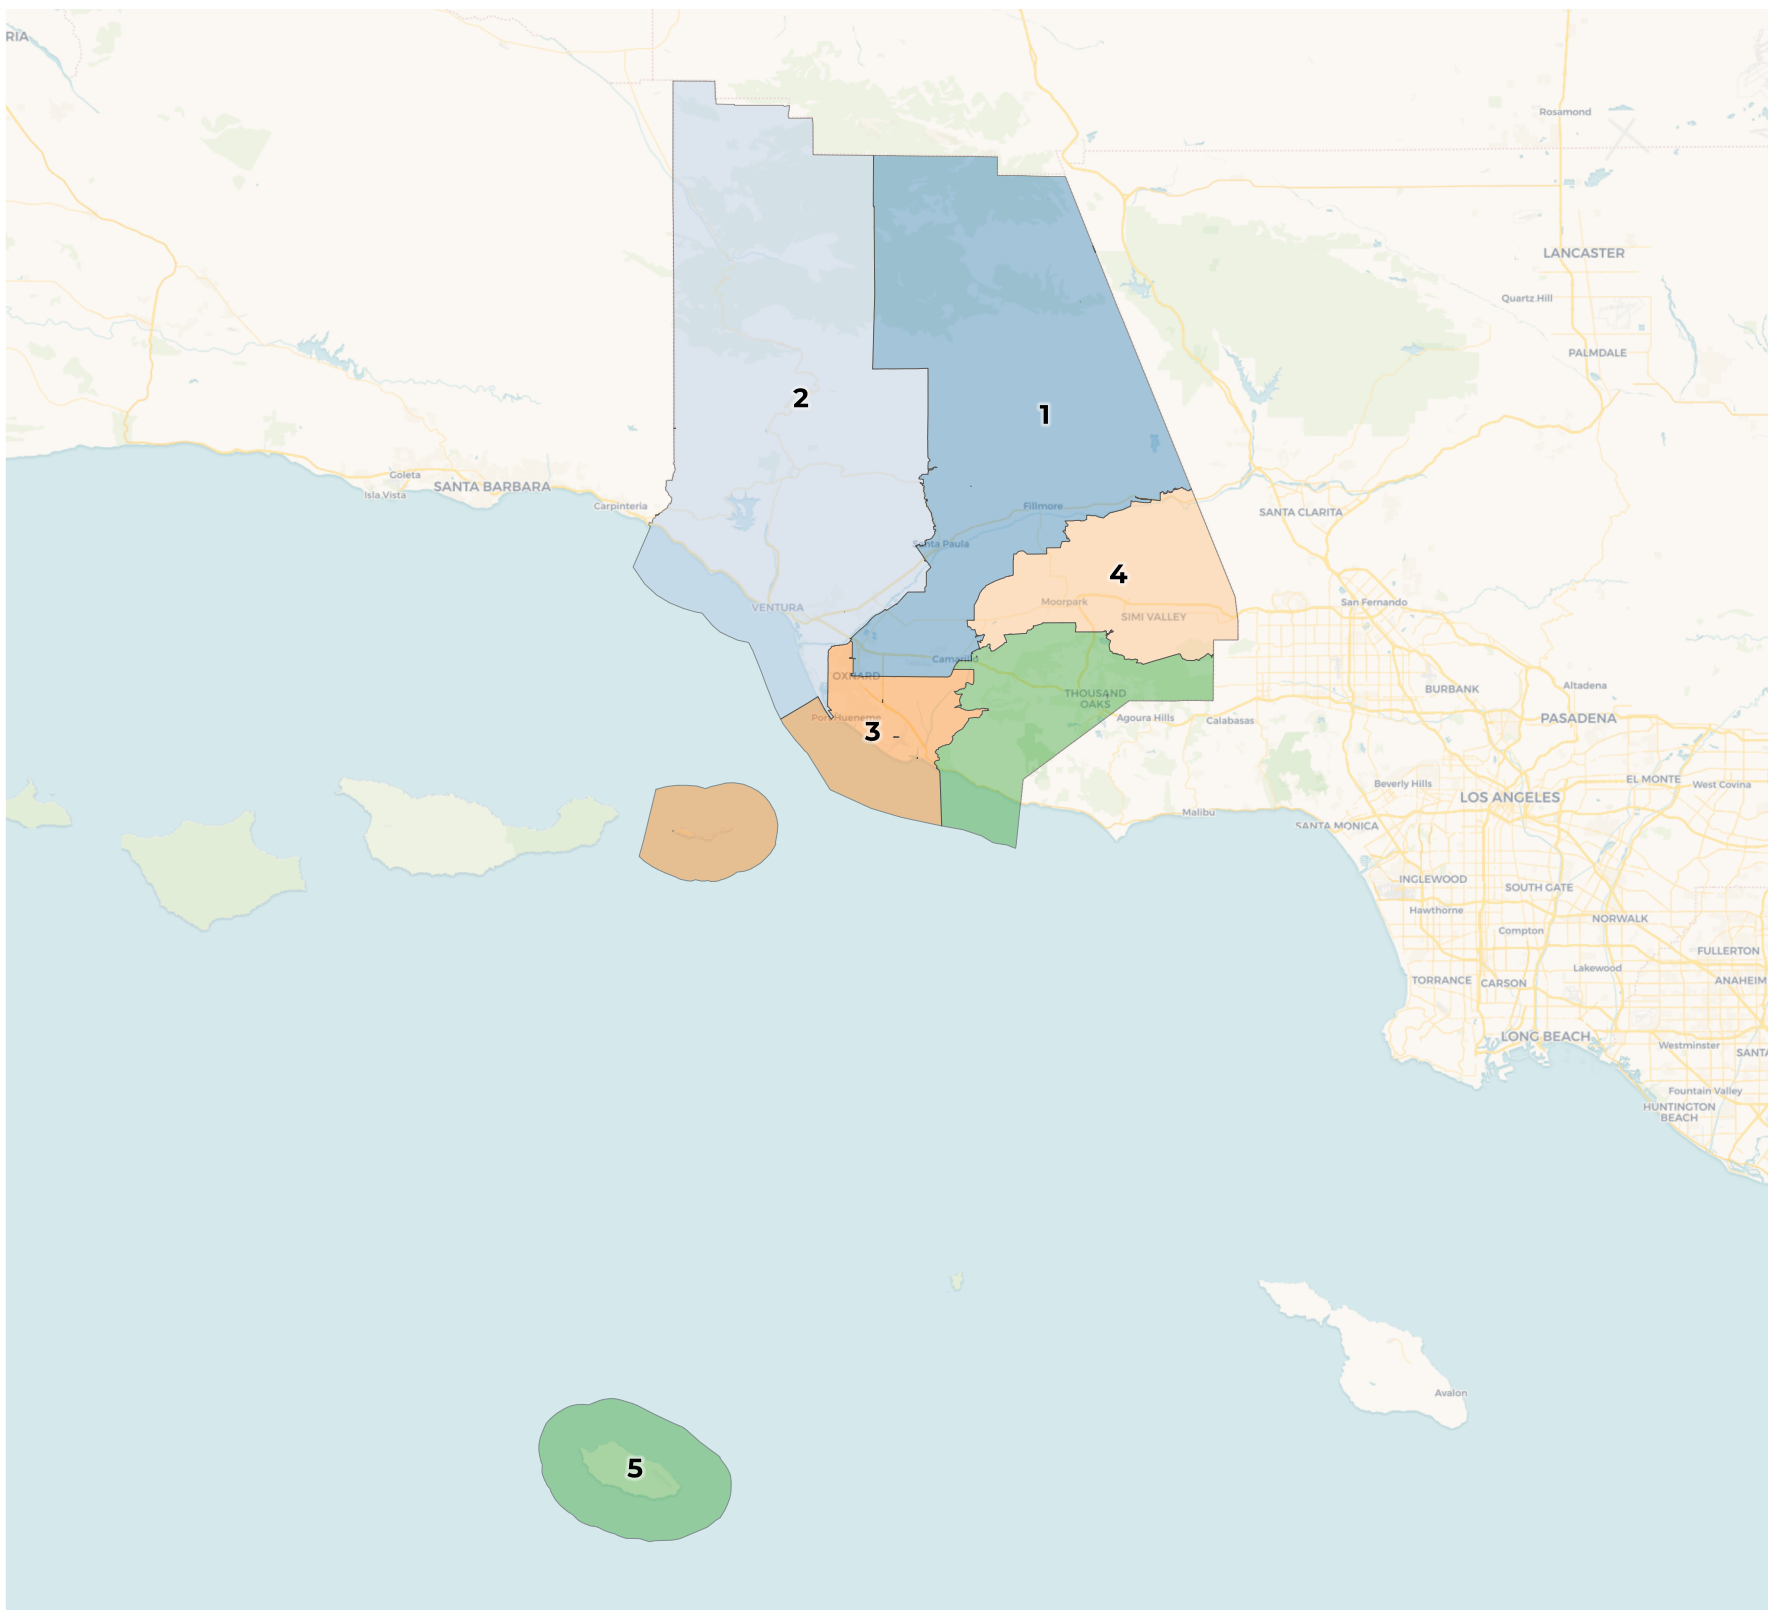 RIA
Rosamond
LANCASTER
Quartz Hill
PALMDALE
2
1
Goleta
SANTA BARBARA
Isla Vista
Carpinteria
Fillmore
SANTA CLARITA
Santa Paula
4
Moorpark
San Fernando
VENTURA
SIMI VALLEY
Camarillo
OXNARD
THOUSAND
OAKS
BURBANK
Altadena
Port Hueneme
Agoura Hills
Calabasas
PASADENA
3
Beverly Hills
EL MONTE
West Covina
LOS ANGELES
Malibu
SANTA MONICA
INGLEWOOD
SOUTH GATE
Hawthorne
NORWALK
Compton
FULLERTON
Lakewood
TORRANCE
CARSON
ANAHEIM
LONG BEACH
Westminster
SANTA
Fountain Valley
HUNTINGTON
BEACH
Avalon
5